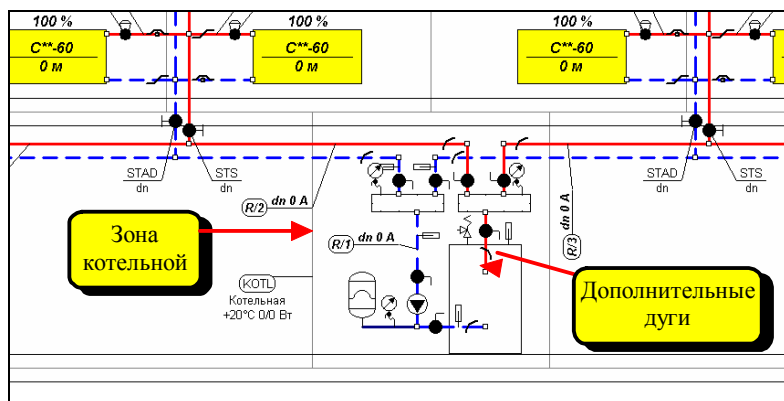 100 %
100 %
100 %
100 %
C**-60
0 м
C**-60
0 м
C**-60
0 м
STAD
dn
STS
dn
STAD
dn
STS
dn
R/2
dn 0 A
R/1
dn 0 A
R/3
dn 0 A
Зона
котельной
KOTL
Котельная
+20°C 0/0 Вт
Дополнительные
дуги